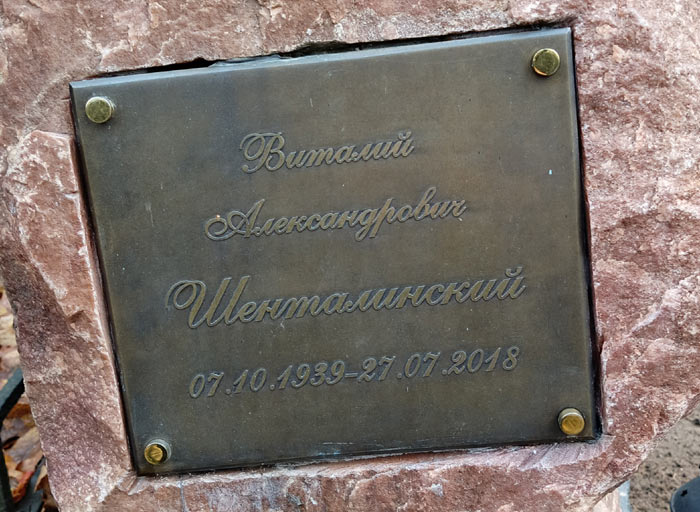 Виталий
Александрович
Шенталинский
07.10.1939-27.07.2018